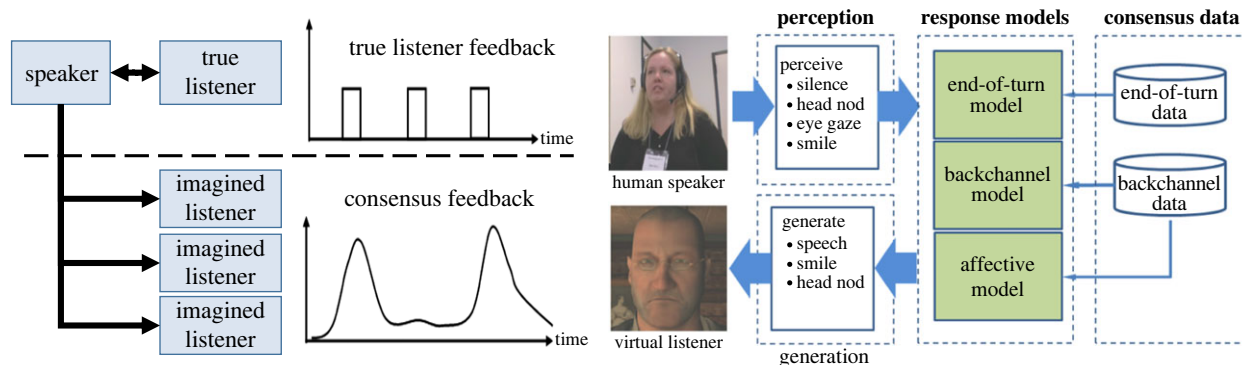 speaker
true
listener
true listener feedback
time
imagined
listener
imagined
listener
imagined
listener
consensus feedback
time
perception
response models
consensus data
human speaker
perceive
• silence
• head nod
• eye gaze
• smile
end-of-turn
model
end-of-turn
data
backchannel
model
backchannel
data
virtual listener
generate
• speech
• smile
• head nod
generation
affective
model